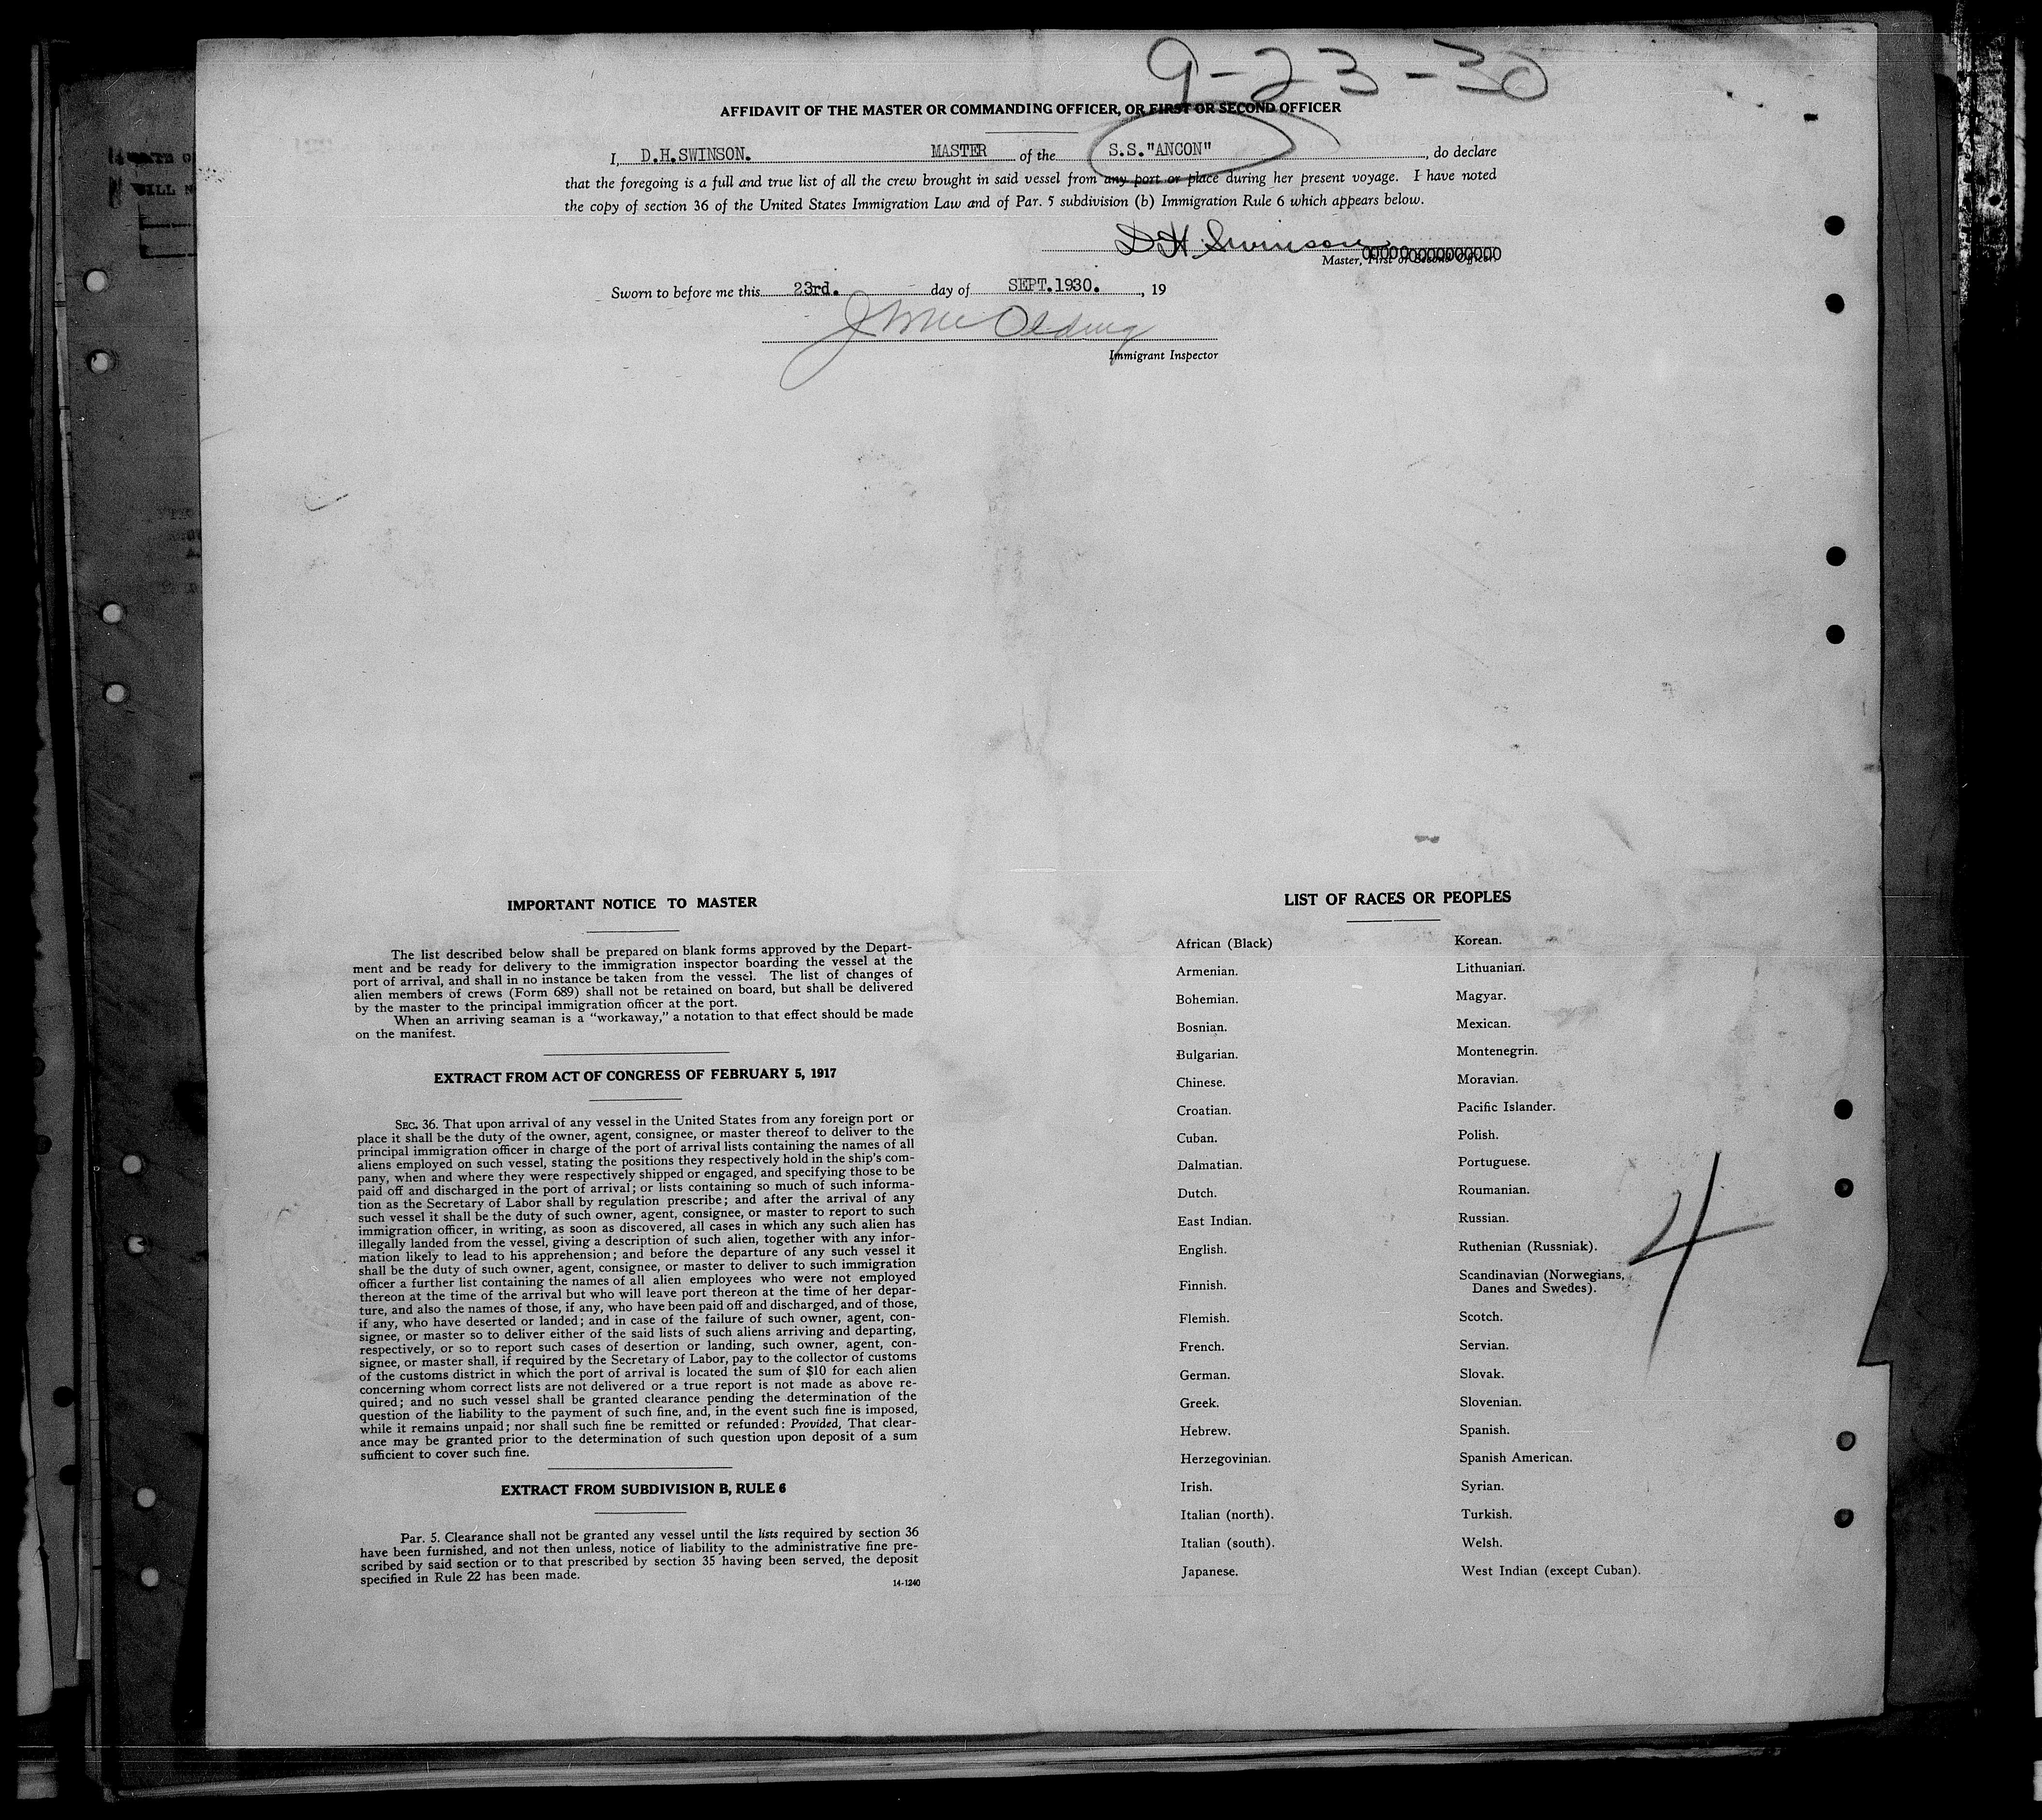 9-23-30
AFFIDAVIT OF THE MASTER OR COMMANDING OFFICER, OR FIRST OR SECOND OFFICER
I, D.H.SWINSON. MASTER of the S.S."ANCON", do declare
that the foregoing is a full and true list of all the crew brought in said vessel from any port or place during her present voyage. I have noted
the copy of section 36 of the United States Immigration Law and of Par. 5 subdivision (b) Immigration Rule 6 which appears below.
D H Swinson
Master, First or Second Officer.
Sworn to before me this 23rd. day of SEPT.1930., 19
Immigrant Inspector
IMPORTANT NOTICE TO MASTER
The list described below shall be prepared on blank forms approved by the Depart-
ment and be ready for delivery to the immigration inspector boarding the vessel at the
port of arrival, and shall in no instance be taken from the vessel. The list of changes of
alien members of crews (Form 689) shall not be retained on board, but shall be delivered
by the master to the principal immigration officer at the port.
When an arriving seaman is a "workaway," a notation to that effect should be made
on the manifest.
EXTRACT FROM ACT OF CONGRESS OF FEBRUARY 5, 1917
SEC. 36. That upon arrival of any vessel in the United States from any foreign port or
place it shall be the duty of the owner, agent, consignee, or master thereof to deliver to the
principal immigration officer in charge of the port of arrival lists containing the names of all
aliens employed on such vessel, stating the positions they respectively hold in the ship's com-
pany, when and where they were respectively shipped or engaged, and specifying those to be
paid off and discharged in the port of arrival; or lists containing so much of such informa-
tion as the Secretary of Labor shall by regulation prescribe; and after the arrival of any
such vessel it shall be the duty of such owner, agent, consignee, or master to report to such
immigration officer, in writing, as soon as discovered, all cases in which any such alien has
illegally landed from the vessel, giving a description of such alien, together with any infor-
mation likely to lead to his apprehension; and before the departure of any such vessel it
shall be the duty of such owner, agent, consignee, or master to deliver to such immigration
officer a further list containing the names of all alien employees who were not employed
thereon at the time of the arrival but who will leave port thereon at the time of her depar-
ture, and also the names of those, if any, who have been paid off and discharged, and of those,
if any, who have deserted or landed; and in case of the failure of such owner, agent, con-
signee, or master so to deliver either of the said lists of such aliens arriving and departing,
respectively, or so to report such cases of desertion or landing, such owner, agent, con-
signee, or master shall, if required by the Secretary of Labor, pay to the collector of customs
of the customs district in which the port of arrival is located the sum of $10 for each alien
concerning whom correct lists are not delivered or a true report is not made as above re-
quired; and no such vessel shall be granted clearance pending the determination of the
question of the liability to the payment of such fine, and, in the event such fine is imposed,
while it remains unpaid; nor shall such fine be remitted or refunded: Provided, That clear-
ance may be granted prior to the determination of such question upon deposit of a sum
sufficient to cover such fine.
EXTRACT FROM SUBDIVISION B, RULE 6
Par. 5. Clearance shall not be granted any vessel until the lists required by section 36
have been furnished, and not then unless, notice of liability to the administrative fine pre-
scribed by said section or to that prescribed by section 35 having been served, the deposit
specified in Rule 22 has been made.
14-1240
LIST OF RACES OR PEOPLES
African (Black)
Armenian.
Bohemian.
Bosnian.
Bulgarian.
Chinese.
Croatian.
Cuban.
Dalmatian.
Dutch.
East Indian.
English.
Finnish.
Flemish.
French.
German.
Greek.
Hebrew.
Herzegovinian.
Irish.
Italian (north).
Italian (south).
Japanese.
Korean.
Lithuanian.
Magyar.
Mexican.
Montenegrin.
Moravian.
Pacific Islander.
Polish.
Portuguese.
Roumanian.
Russian.
Ruthenian (Russniak).
Scandinavian (Norwegians,
Danes and Swedes).
Scotch.
Servian.
Slovak.
Slovenian.
Spanish.
Spanish American.
Syrian.
Turkish.
Welsh.
West Indian (except Cuban).
4